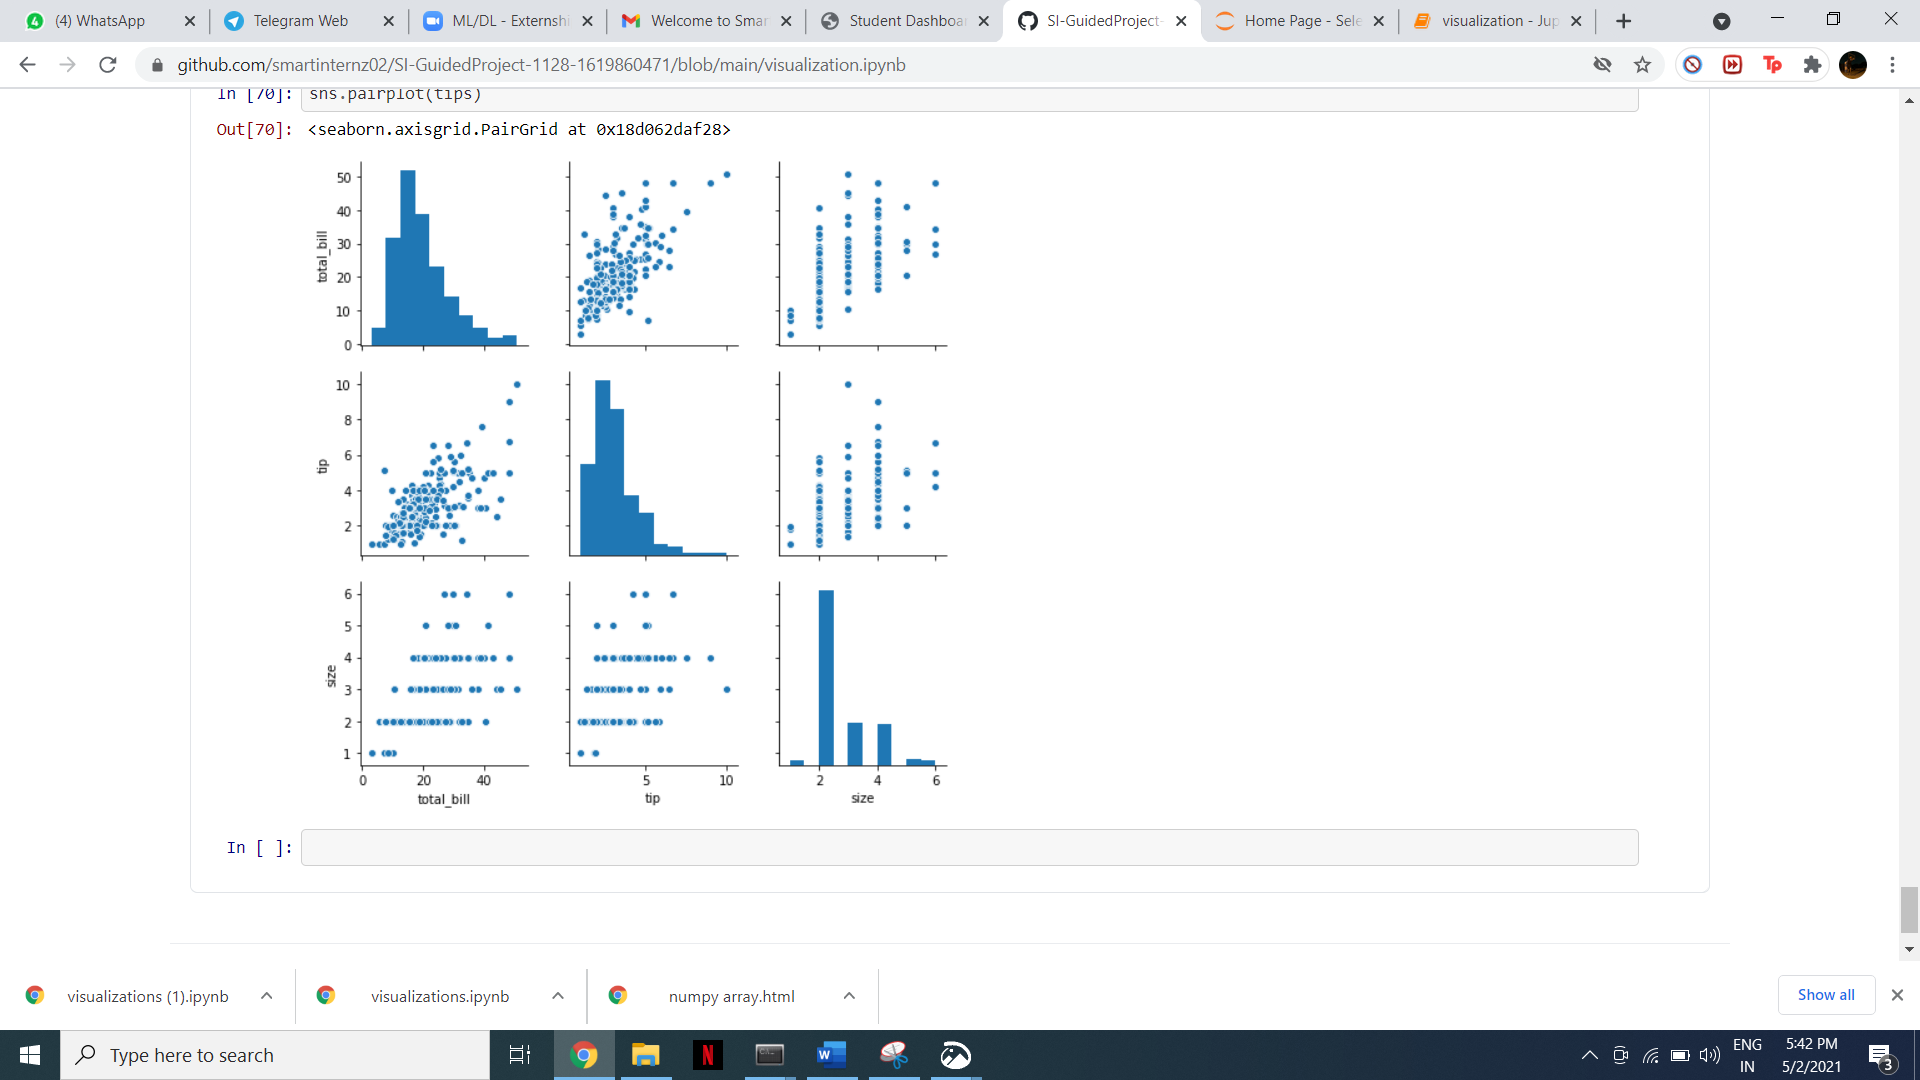 (4) WhatsApp
Telegram Web
ML/DL - Externshi
Welcome to Smar
Student Dashboar
SI-GuidedProject-
Home Page - Sele
visualization - Jup
github.com/smartinternz02/SI-GuidedProject-1128-1619860471/blob/main/visualization.ipynb
In [70]: sns.pairplot(tips)
Out[70]: <seaborn.axisgrid.PairGrid at 0x18d062daf28>
50
40
30
20
10
0
total_bill
10
8
6
4
2
tip
6
5
4
3
2
1
size
0 20 40
5 10
2 4 6
total_bill
tip
size
In [ ]:
visualizations (1).ipynb
visualizations.ipynb
numpy array.html
Show all
Type here to search
ENG
IN
5:42 PM
5/2/2021
3